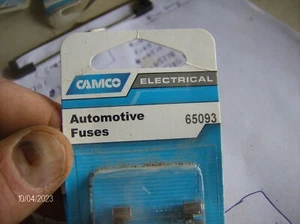 CAMCO ELECTRICAL
Automotive 65093
Fuses
10/04/2023